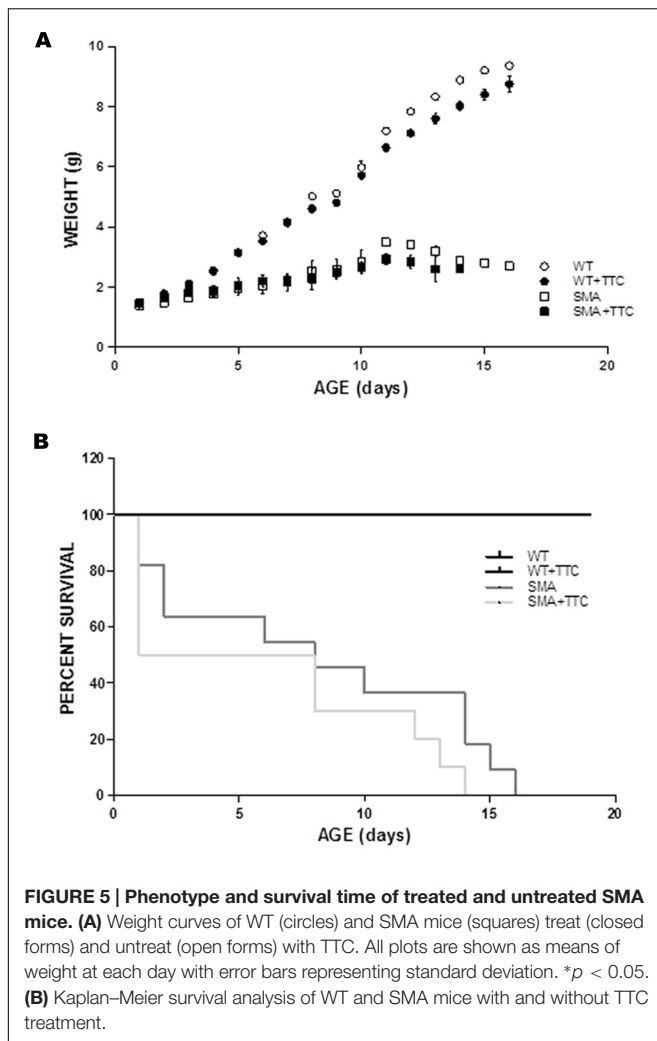 A
10
8
6
4
2
0
WEIGHT (g)
0 5 10 15 20
AGE (days)
WT
WT+TTC
SMA
SMA+TTC
B
120
100
80
60
40
20
0
PERCENT SURVIVAL
0 5 10 15 20
AGE (days)
WT
WT+TTC
SMA
SMA+TTC
FIGURE 5 | Phenotype and survival time of treated and untreated SMA
mice. (A) Weight curves of WT (circles) and SMA mice (squares) treat (closed
forms) and untreat (open forms) with TTC. All plots are shown as means of
weight at each day with error bars representing standard deviation. *p < 0.05.
(B) Kaplan–Meier survival analysis of WT and SMA mice with and without TTC
treatment.